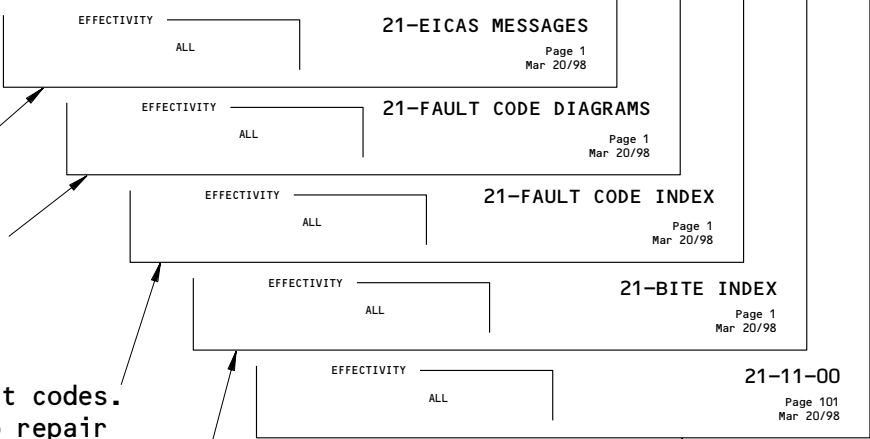 EFFECTIVITY
ALL
21-EICAS MESSAGES
Page 1
Mar 20/98
EFFECTIVITY
ALL
21-FAULT CODE DIAGRAMS
Page 1
Mar 20/98
EFFECTIVITY
ALL
21-FAULT CODE INDEX
Page 1
Mar 20/98
EFFECTIVITY
ALL
21-BITE INDEX
Page 1
Mar 20/98
EFFECTIVITY
ALL
21-11-00
Page 101
Mar 20/98
t codes.
repair